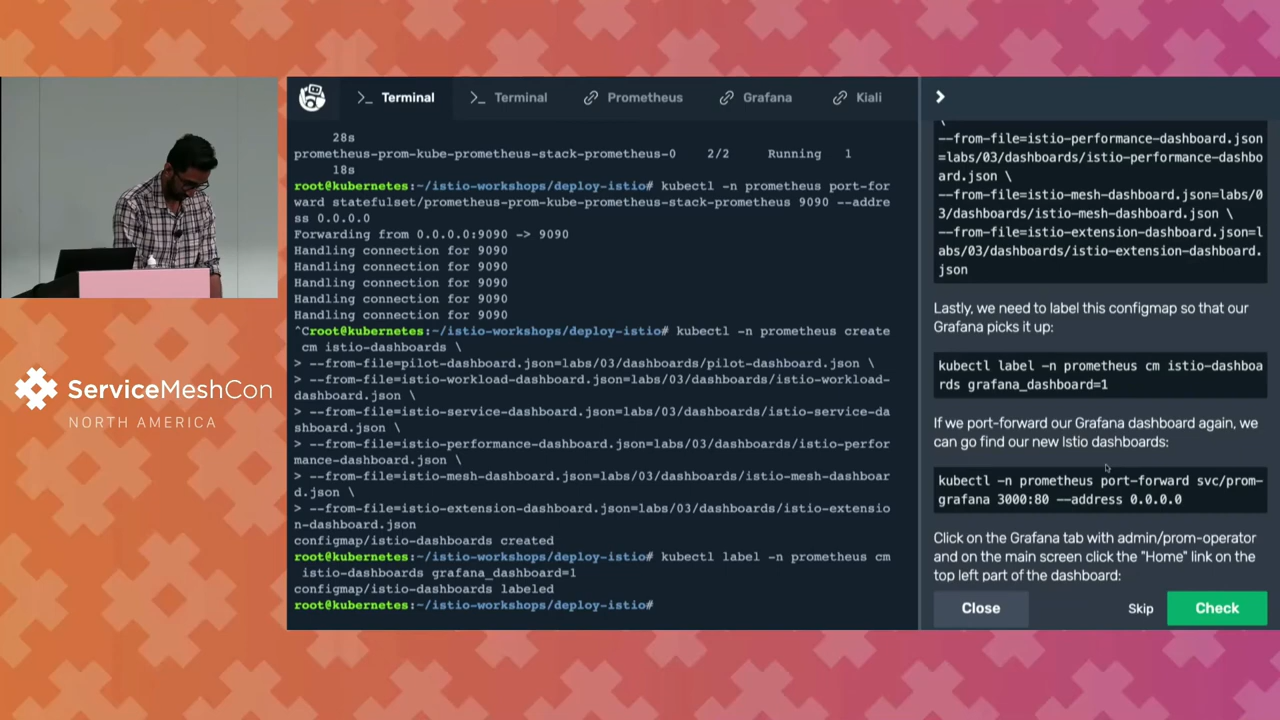 Terminal
Terminal
Prometheus
Grafana
Kiali
28s
prometheus-prom-kube-prometheus-stack-prometheus-0 2/2 Running 1
18s
root@kubernetes:~/istio-workshops/deploy-istio# kubectl -n prometheus port-for
ward statefulset/prometheus-prom-kube-prometheus-stack-prometheus 9090 --addre
ss 0.0.0.0
Forwarding from 0.0.0.0:9090 -> 9090
Handling connection for 9090
Handling connection for 9090
Handling connection for 9090
Handling connection for 9090
Handling connection for 9090
^Croot@kubernetes:~/istio-workshops/deploy-istio# kubectl -n prometheus create
cm istio-dashboards \
> --from-file=pilot-dashboard.json=labs/03/dashboards/pilot-dashboard.json \
> --from-file=istio-workload-dashboard.json=labs/03/dashboards/istio-workload-
dashboard.json \
> --from-file=istio-service-dashboard.json=labs/03/dashboards/istio-service-da
shboard.json \
> --from-file=istio-performance-dashboard.json=labs/03/dashboards/istio-perfor
mance-dashboard.json \
> --from-file=istio-mesh-dashboard.json=labs/03/dashboards/istio-mesh-dashboar
d.json \
> --from-file=istio-extension-dashboard.json=labs/03/dashboards/istio-extensio
n-dashboard.json
configmap/istio-dashboards created
root@kubernetes:~/istio-workshops/deploy-istio# kubectl label -n prometheus cm
istio-dashboards grafana_dashboard=1
configmap/istio-dashboards labeled
root@kubernetes:~/istio-workshops/deploy-istio#
\
--from-file=istio-performance-dashboard.json
=labs/03/dashboards/istio-performance-dashbo
ard.json \
--from-file=istio-mesh-dashboard.json=labs/0
3/dashboards/istio-mesh-dashboard.json \
--from-file=istio-extension-dashboard.json=l
abs/03/dashboards/istio-extension-dashboard.
json
Lastly, we need to label this configmap so that our
Grafana picks it up:
kubectl label -n prometheus cm istio-dashboa
rds grafana_dashboard=1
If we port-forward our Grafana dashboard again, we
can go find our new Istio dashboards:
kubectl -n prometheus port-forward svc/prom-
grafana 3000:80 --address 0.0.0.0
Click on the Grafana tab with admin/prom-operator
and on the main screen click the "Home" link on the
top left part of the dashboard:
Close
Skip
Check
ServiceMeshCon
NORTH AMERICA